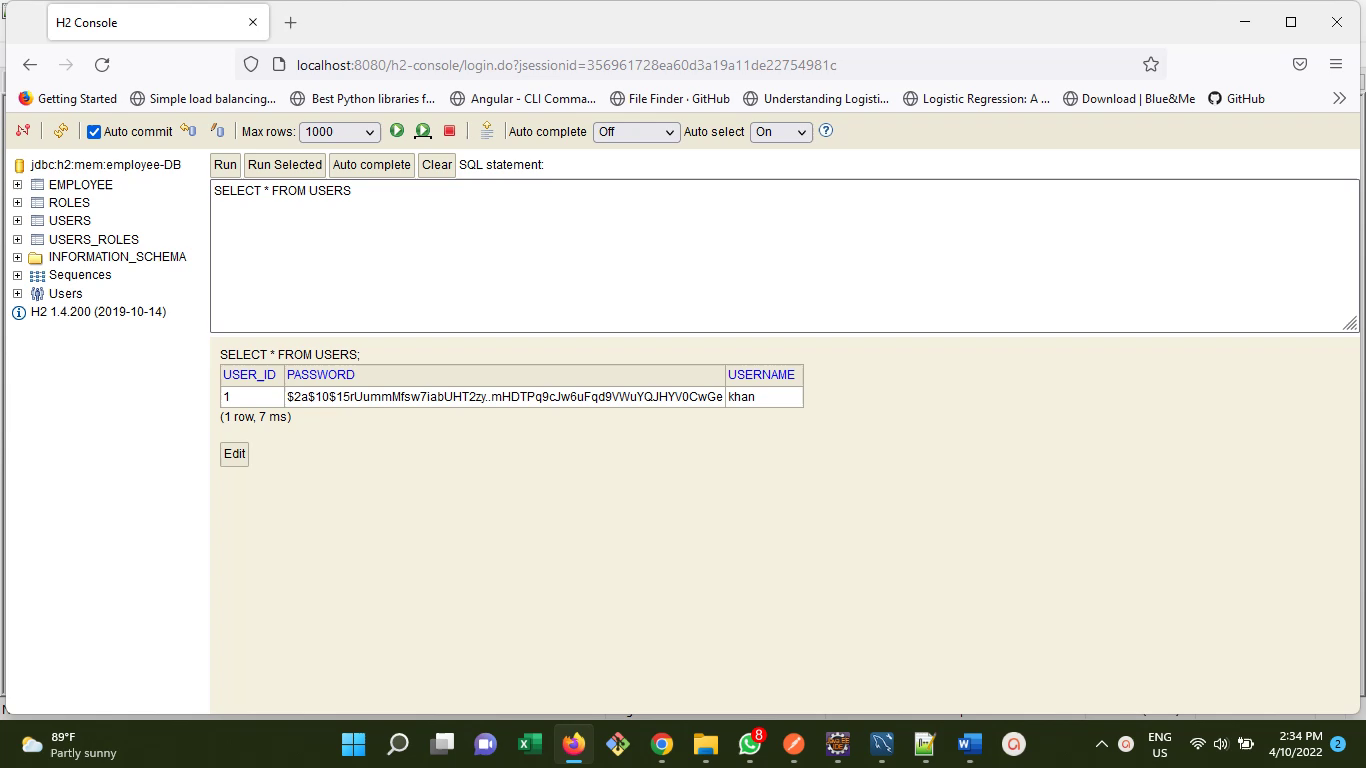 H2 Console
localhost:8080/h2-console/login.do?jsessionid=356961728ea60d3a19a11de22754981c
Getting Started Simple load balancing... Best Python libraries f... Angular - CLI Comma... File Finder · GitHub Understanding Logisti... Logistic Regression: A ... Download | Blue&Me GitHub
Auto commit Max rows: 1000 Auto complete Off Auto select On
jdbc:h2:mem:employee-DB
EMPLOYEE
ROLES
USERS
USERS_ROLES
INFORMATION_SCHEMA
Sequences
Users
H2 1.4.200 (2019-10-14)
Run Run Selected Auto complete Clear SQL statement:
SELECT * FROM USERS
SELECT * FROM USERS;
USER_ID PASSWORD USERNAME
1 $2a$10$15rUummMfsw7iabUHT2zy..mHDTPq9cJw6uFqd9VWuYQJHYV0CwGe khan
(1 row, 7 ms)
Edit
89°F
Partly sunny
8
ENG
US
2:34 PM
4/10/2022
2